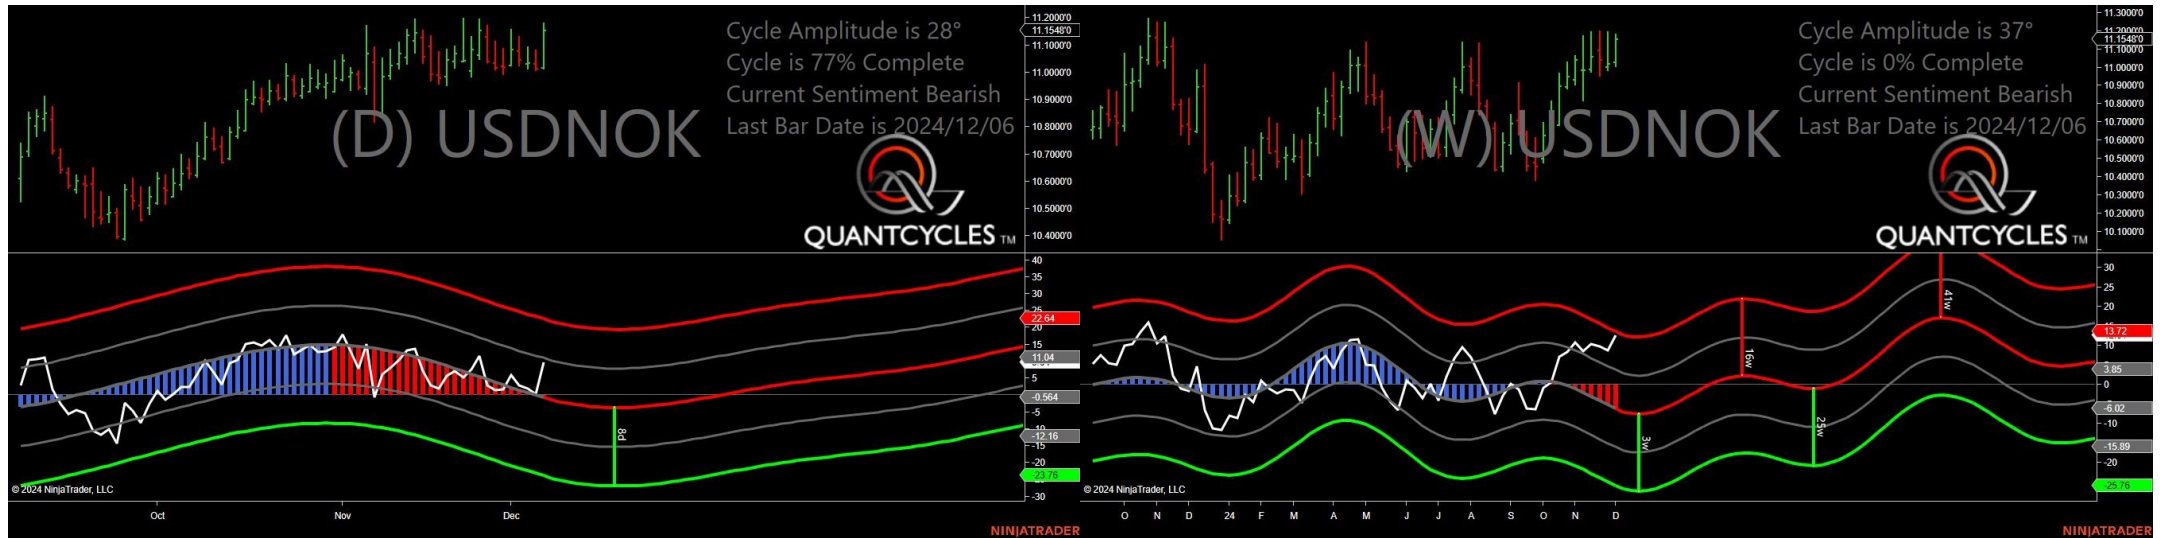 Cycle Amplitude is 28°
Cycle is 77% Complete
Current Sentiment Bearish
Last Bar Date is 2024/12/06
(D) USDNOK
QUANTCYCLES TM
11.2000'0
11.1548'0
11.1000'0
11.0000'0
10.9000'0
10.8000'0
10.7000'0
10.6000'0
10.5000'0
10.4000'0
40
35
30
25
22.64
20
15
11.04
5
-0.564
-5
-12.16
-15
-20
-23.76
-30
8d
© 2024 NinjaTrader, LLC
Oct Nov Dec
NINJATRADER
Cycle Amplitude is 37°
Cycle is 0% Complete
Current Sentiment Bearish
Last Bar Date is 2024/12/06
(W) USDNOK
QUANTCYCLES TM
11.3000'0
11.1548'0
11.1000'0
11.0000'0
10.9000'0
10.8000'0
10.7000'0
10.6000'0
10.5000'0
10.4000'0
10.3000'0
10.2000'0
10.1000'0
30
25
20
13.72
10
3.85
0
-6.02
-10
-15.89
-20
-25.76
3w
16w
25w
41w
© 2024 NinjaTrader, LLC
O N D 24 F M A M J J A S O N D
NINJATRADER